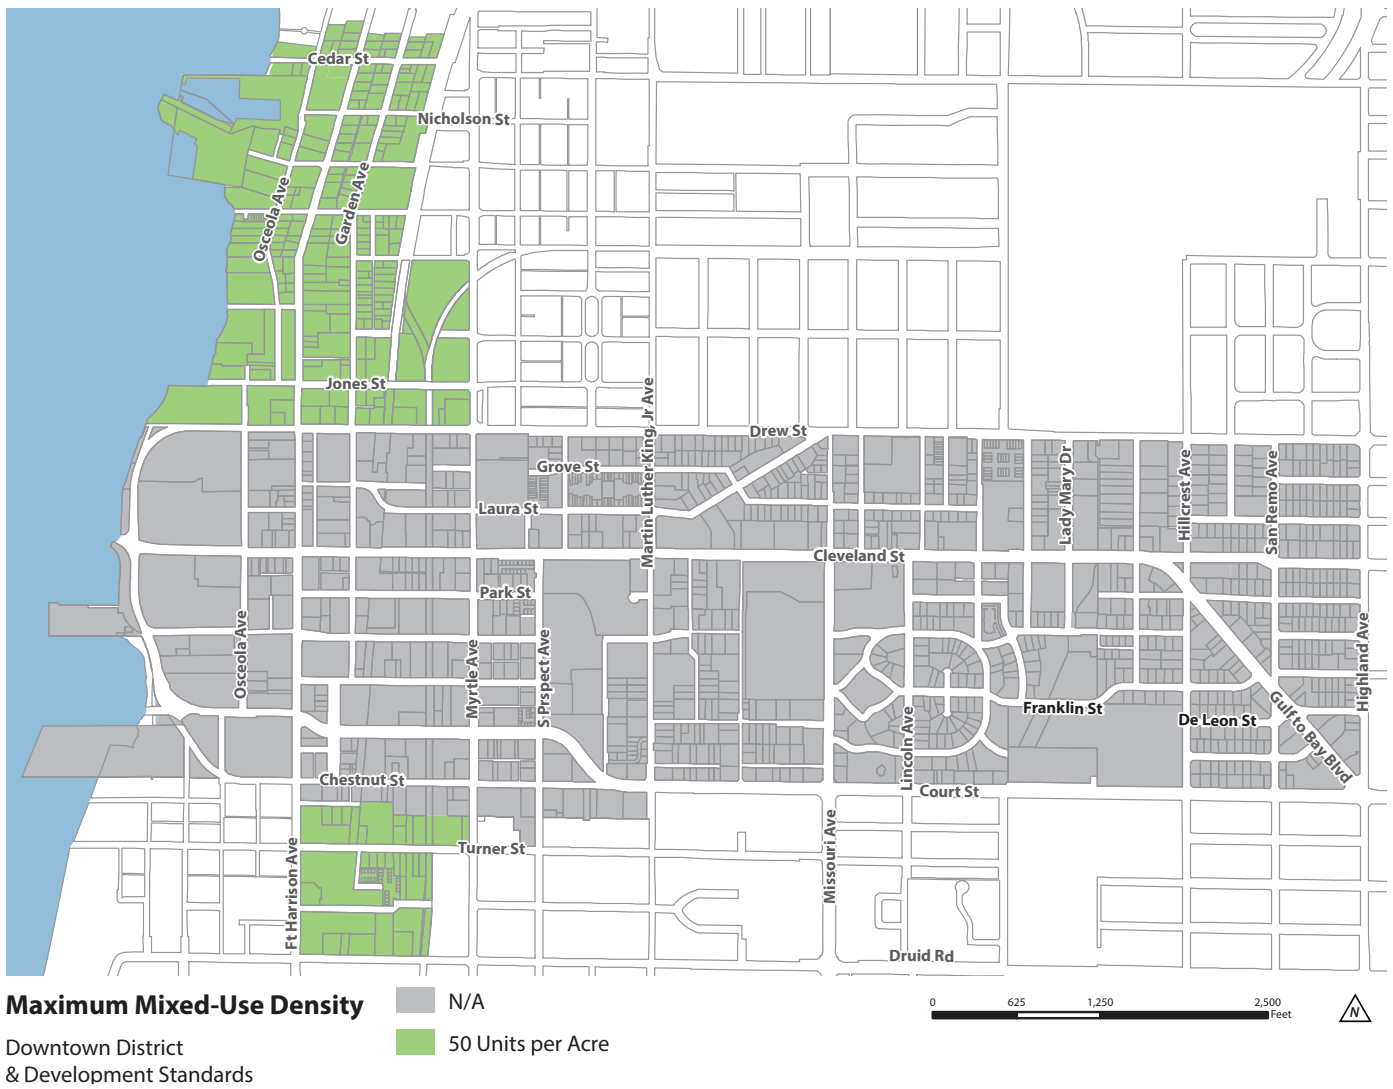 Cedar St
Nicholson St
Osceola Ave
Garden Ave
Jones St
Martin Luther King, Jr Ave
Drew St
Grove St
Laura St
Lady Mary Dr
Hillcrest Ave
San Remo Ave
Cleveland St
Park St
Osceola Ave
Myrtle Ave
S Prspect Ave
Highland Ave
Franklin St
De Leon St
Gulf to Bay Blvd
Lincoln Ave
Chestnut St
Court St
Missouri Ave
Turner St
Ft Harrison Ave
Druid Rd
Maximum Mixed-Use Density
Downtown District
& Development Standards
N/A
50 Units per Acre
0 625 1,250 2,500
Feet
N